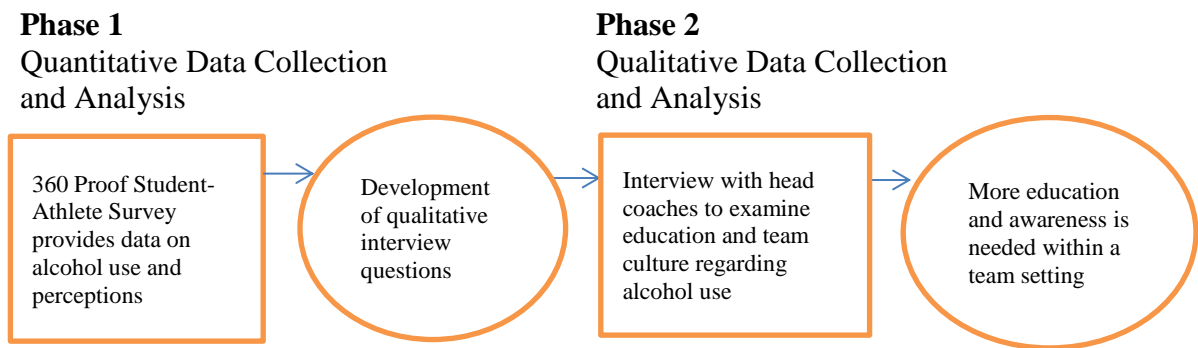 Phase 1
Quantitative Data Collection
and Analysis
360 Proof Student-
Athlete Survey
provides data on
alcohol use and
perceptions
Development
of qualitative
interview
questions
Phase 2
Qualitative Data Collection
and Analysis
Interview with head
coaches to examine
education and team
culture regarding
alcohol use
More education
and awareness is
needed within a
team setting